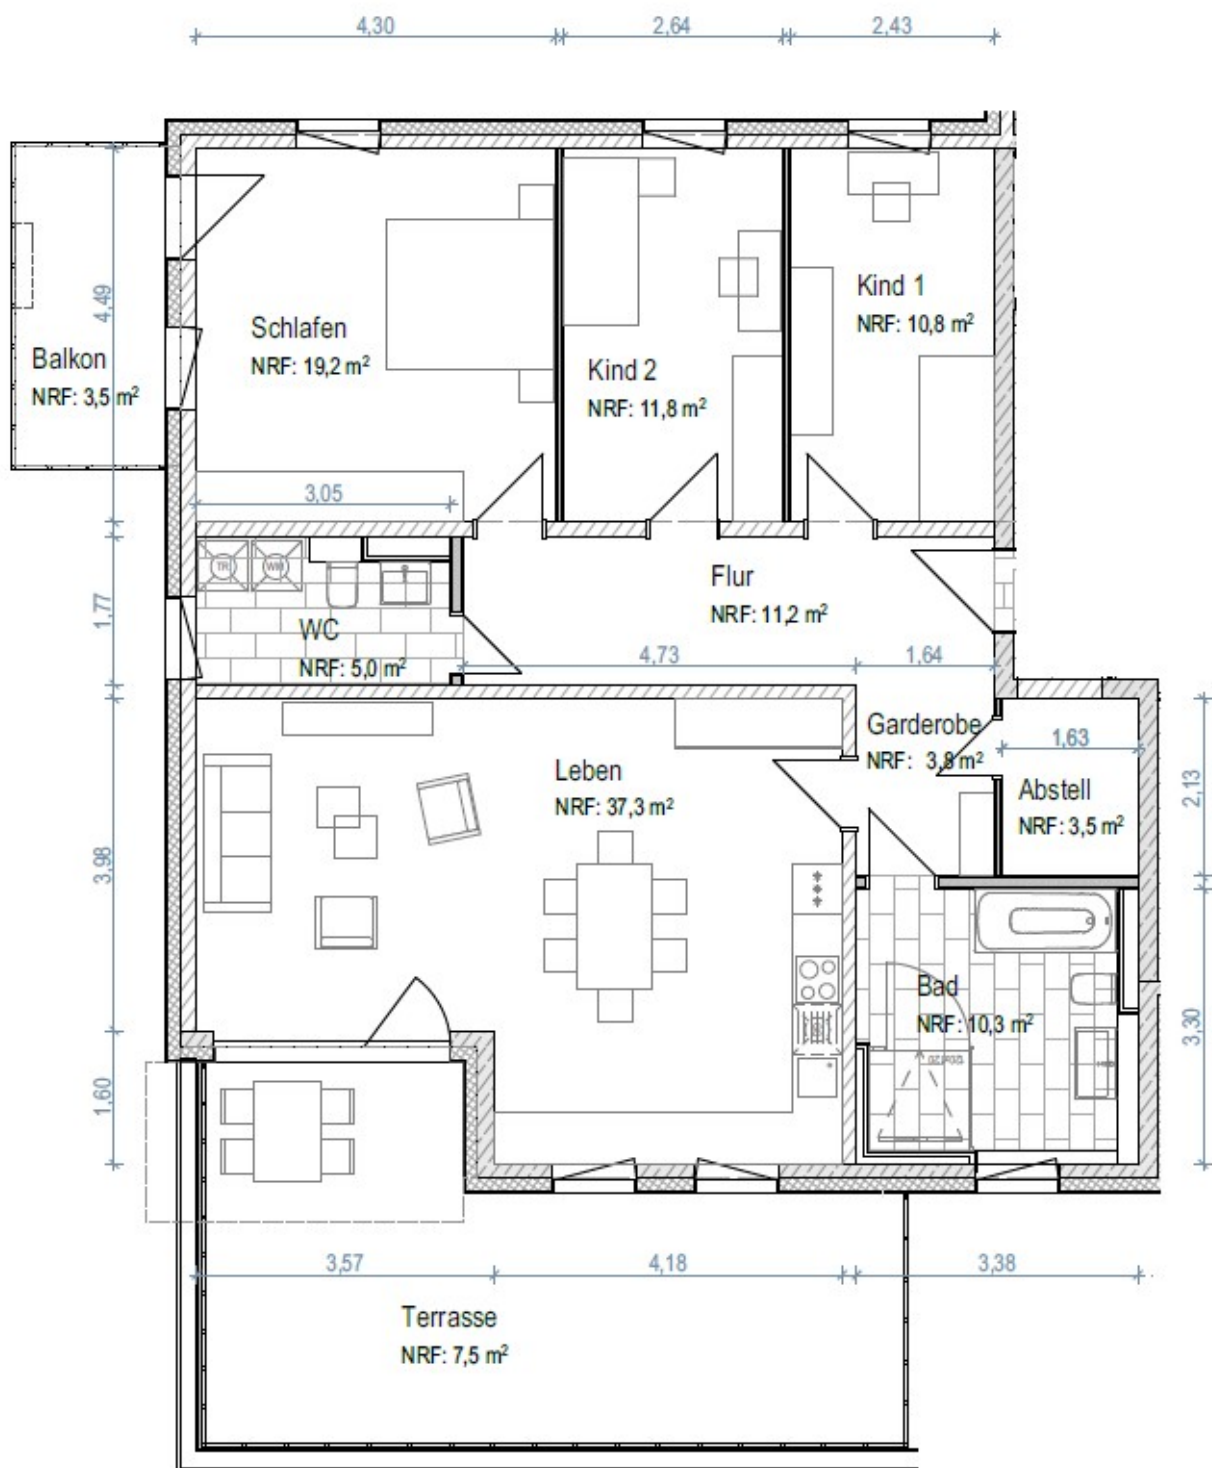 4,30
2,64
2,43
4,49
Schlafen
NRF: 19,2 m²
Kind 2
NRF: 11,8 m²
Kind 1
NRF: 10,8 m²
Balkon
NRF: 3,5 m²
3,05
TR
WM
WC
NRF: 5,0 m²
1,77
Flur
NRF: 11,2 m²
4,73
1,64
Garderobe
NRF: 3,8 m²
1,63
Abstell
NRF: 3,5 m²
2,13
Leben
NRF: 37,3 m²
3,98
Bad
NRF: 10,3 m²
3,30
1,60
3,57
4,18
3,38
Terrasse
NRF: 7,5 m²